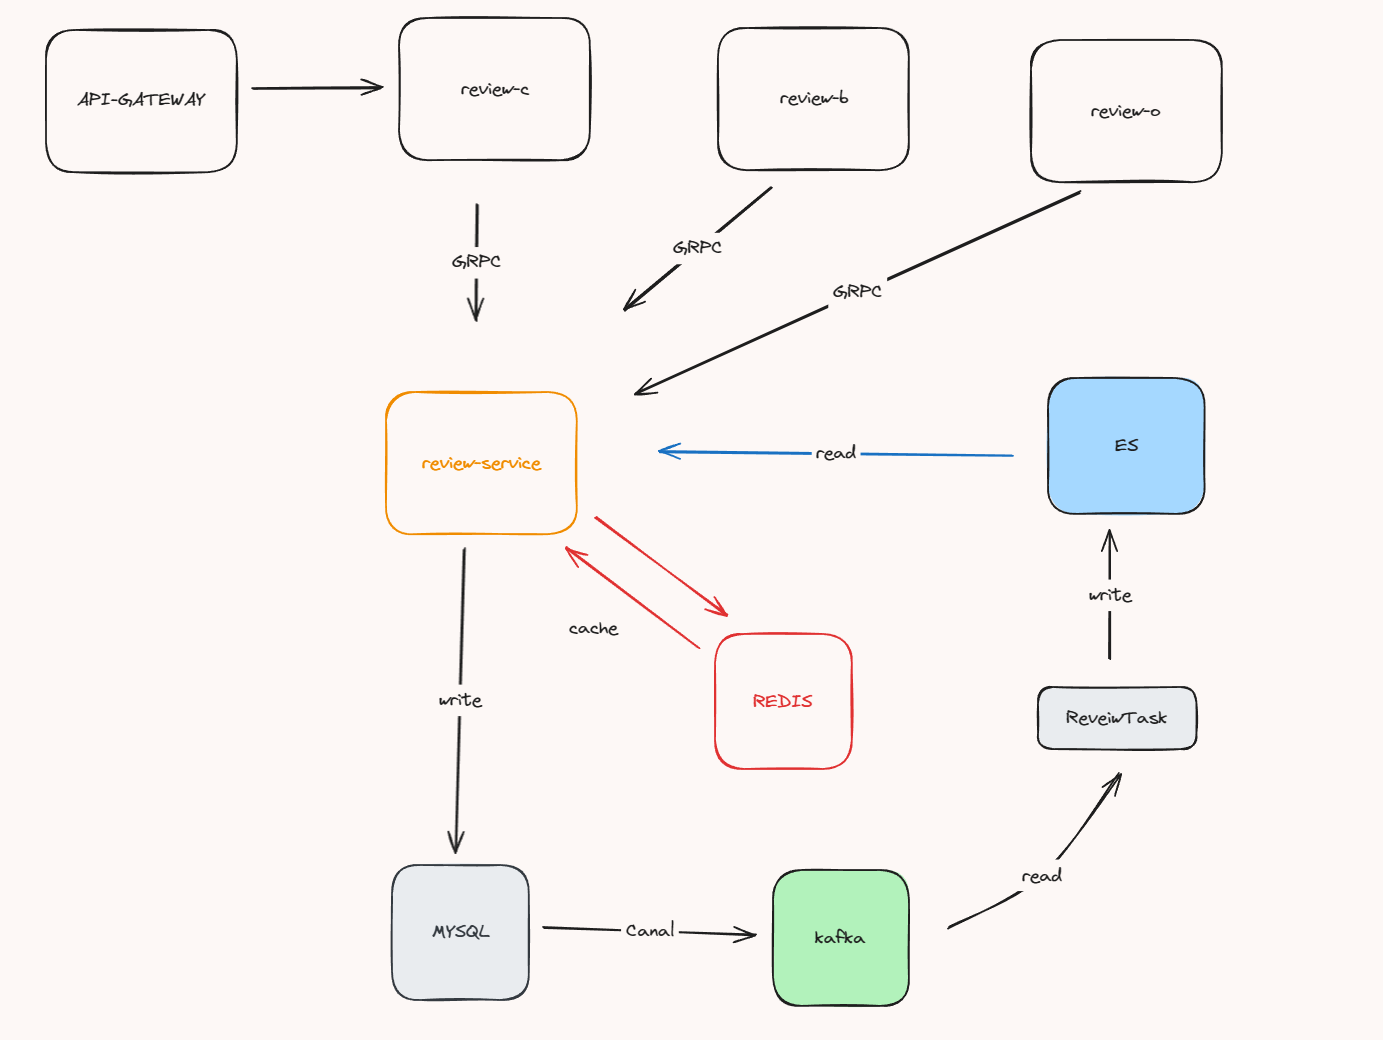 API-GATEWAY
review-c
review-b
review-o
GRPC
GRPC
GRPC
review-service
read
ES
cache
write
REDIS
write
ReveiwTask
MYSQL
Canal
kafka
read